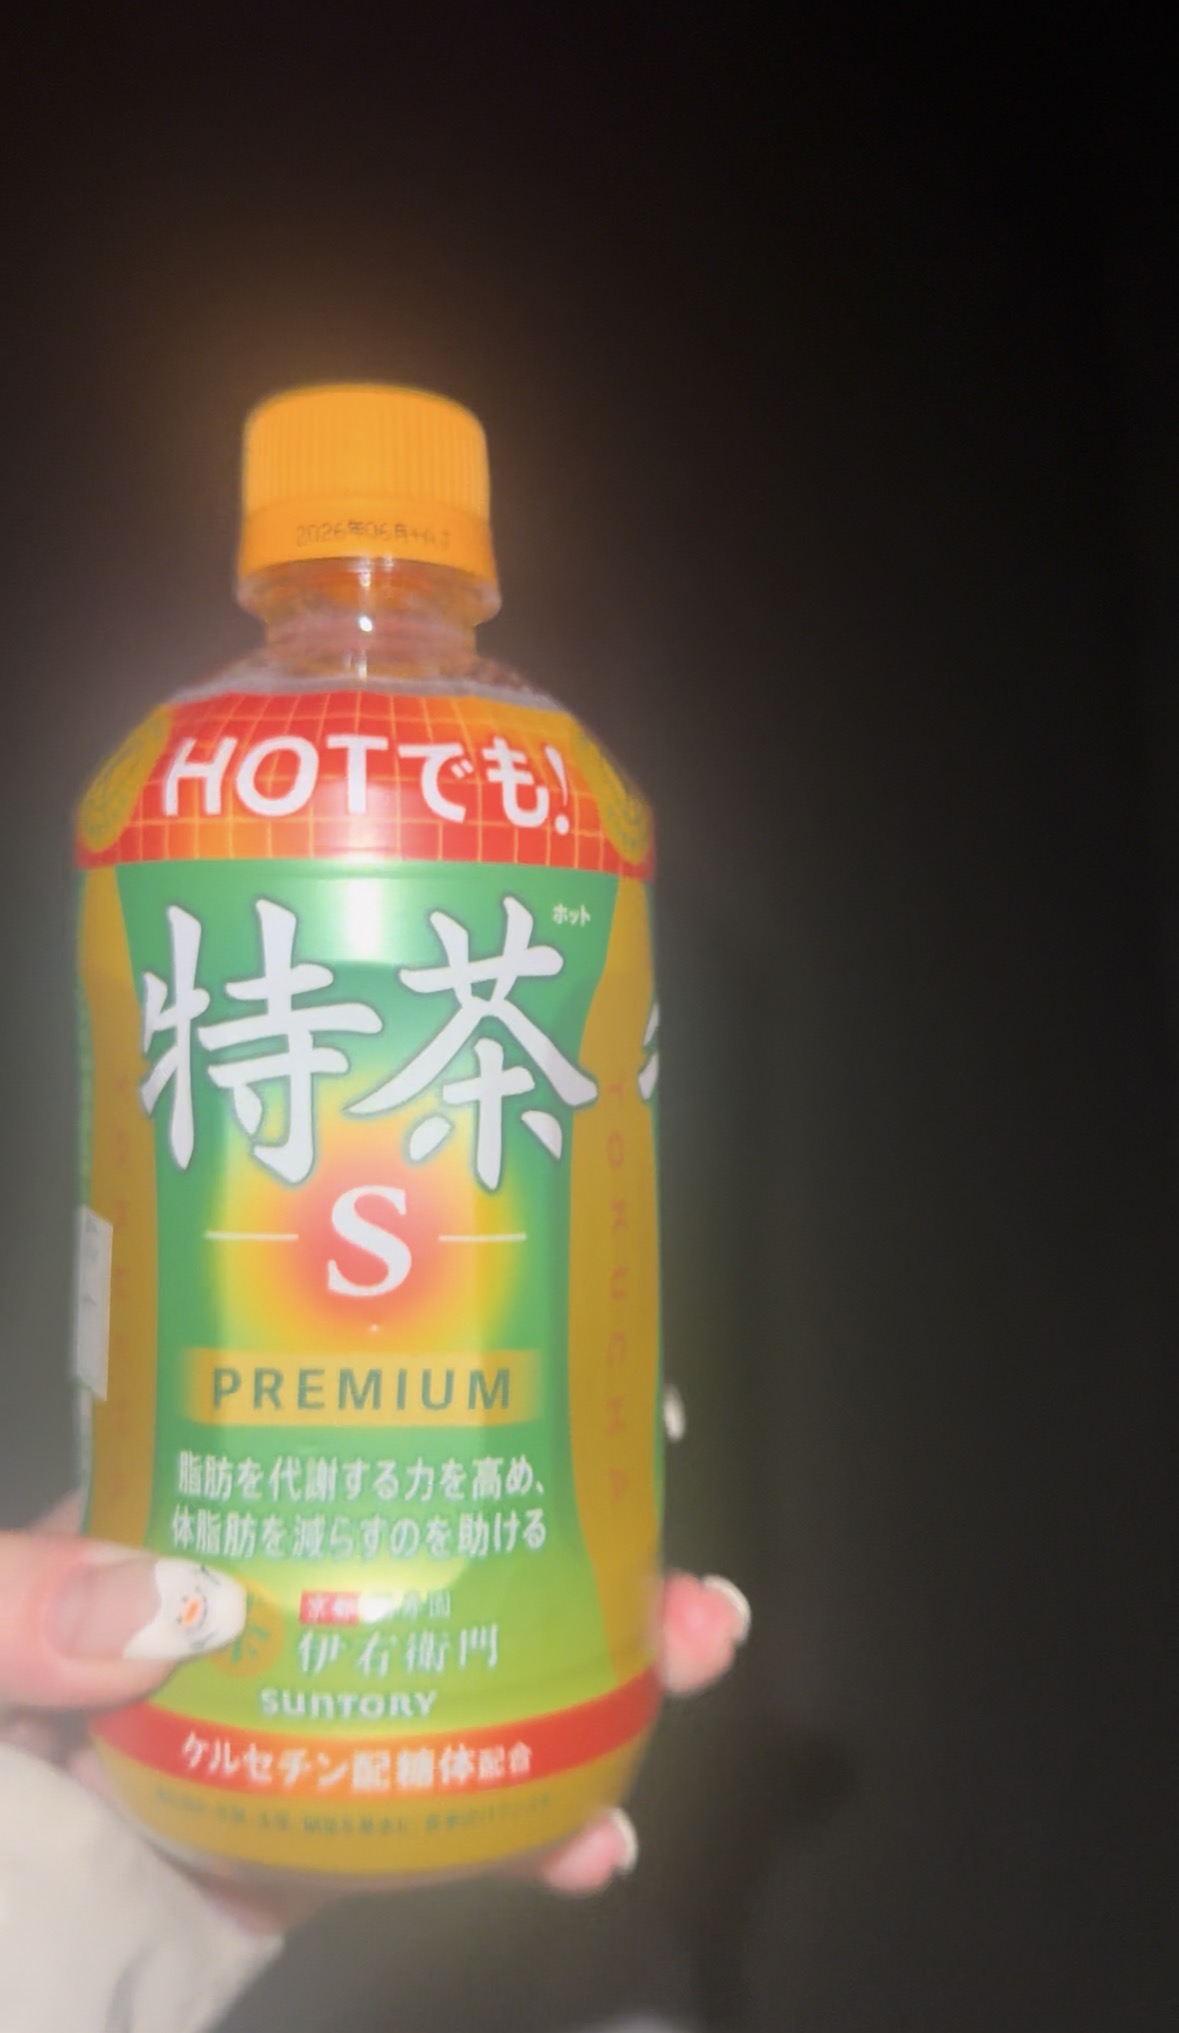 2026年06月
HOTでも!
ホット
特茶
S
PREMIUM
脂肪を代謝する力を高め、
体脂肪を減らすのを助ける
京都
伊右衛門
SUNTORY
ケルセチン配糖体配合
TOKUCHA